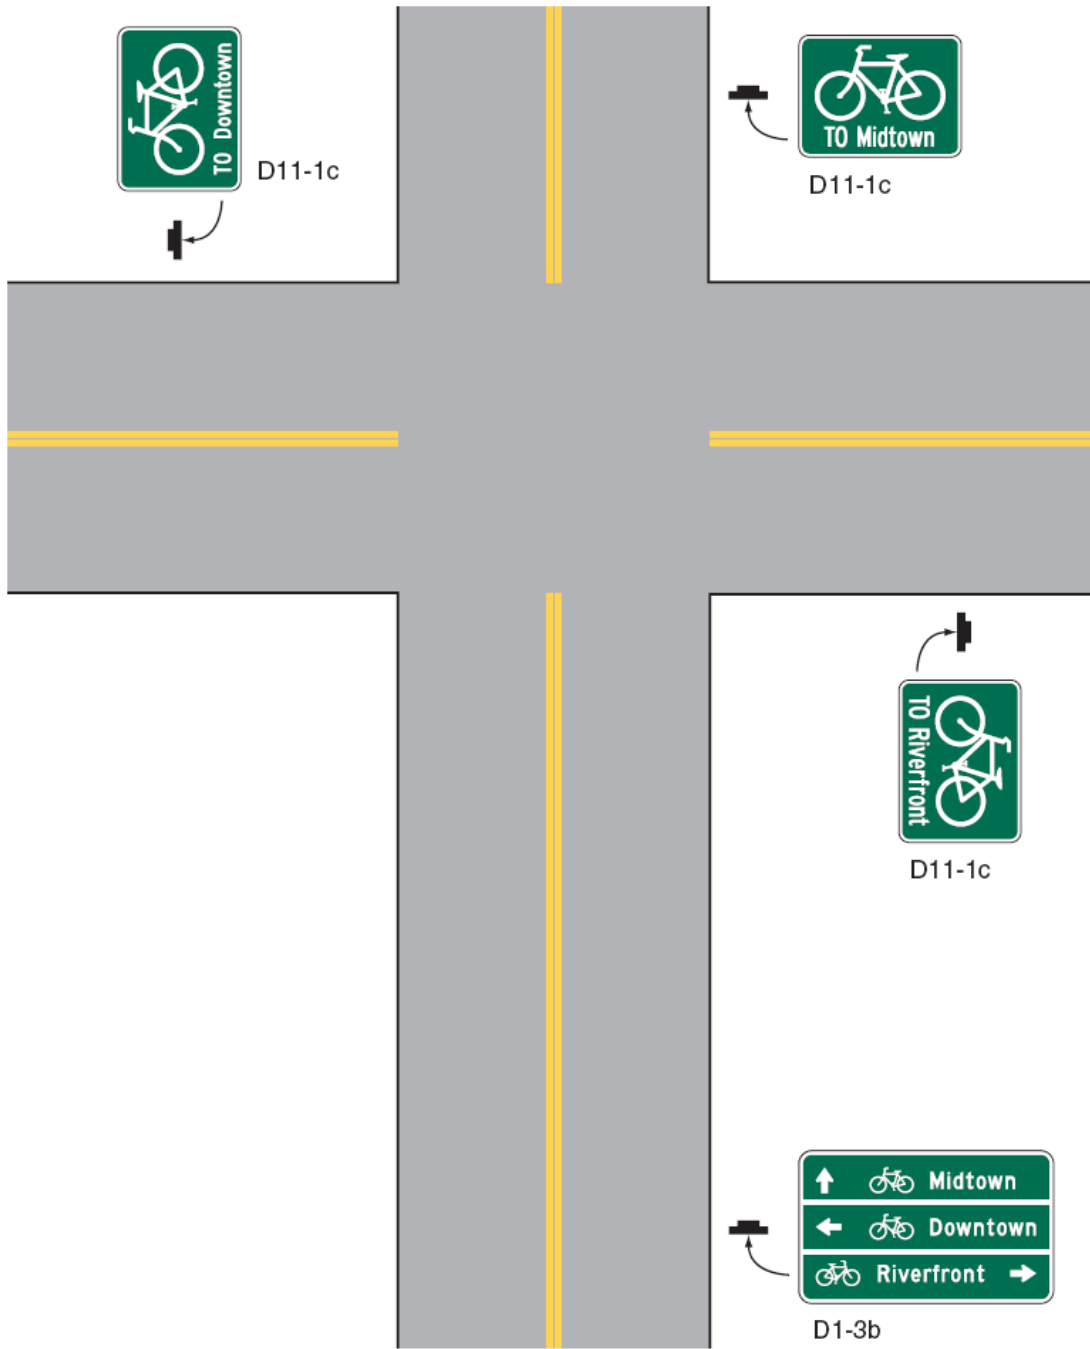 TO Downtown
D11-1c
TO Midtown
D11-1c
TO Riverfront
D11-1c
Midtown
Downtown
Riverfront
D1-3b